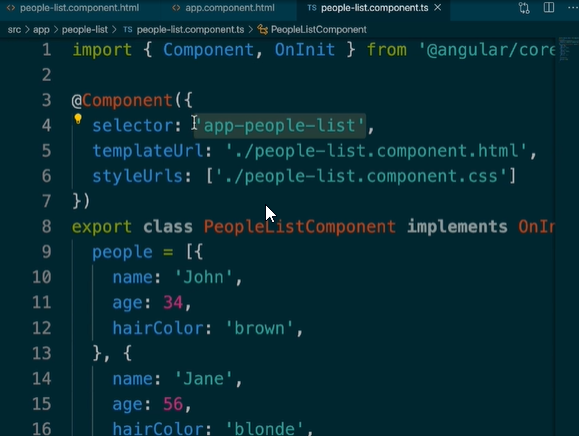 people-list.component.html app.component.html TS people-list.component.ts ×
src > app > people-list > TS people-list.component.ts > PeopleListComponent
1 import { Component, OnInit } from '@angular/core
2
3 @Component({
4 selector: 'app-people-list',
5 templateUrl: './people-list.component.html',
6 styleUrls: ['./people-list.component.css']
7 })
8 export class PeopleListComponent implements OnIn
9 people = [{
10 name: 'John',
11 age: 34,
12 hairColor: 'brown',
13 }, {
14 name: 'Jane',
15 age: 56,
16 hairColor: 'blonde',